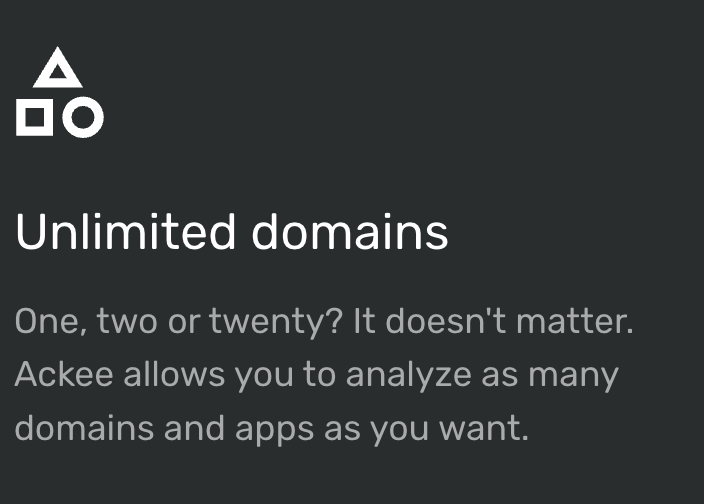 Unlimited domains
One, two or twenty? It doesn't matter.
Ackee allows you to analyze as many
domains and apps as you want.